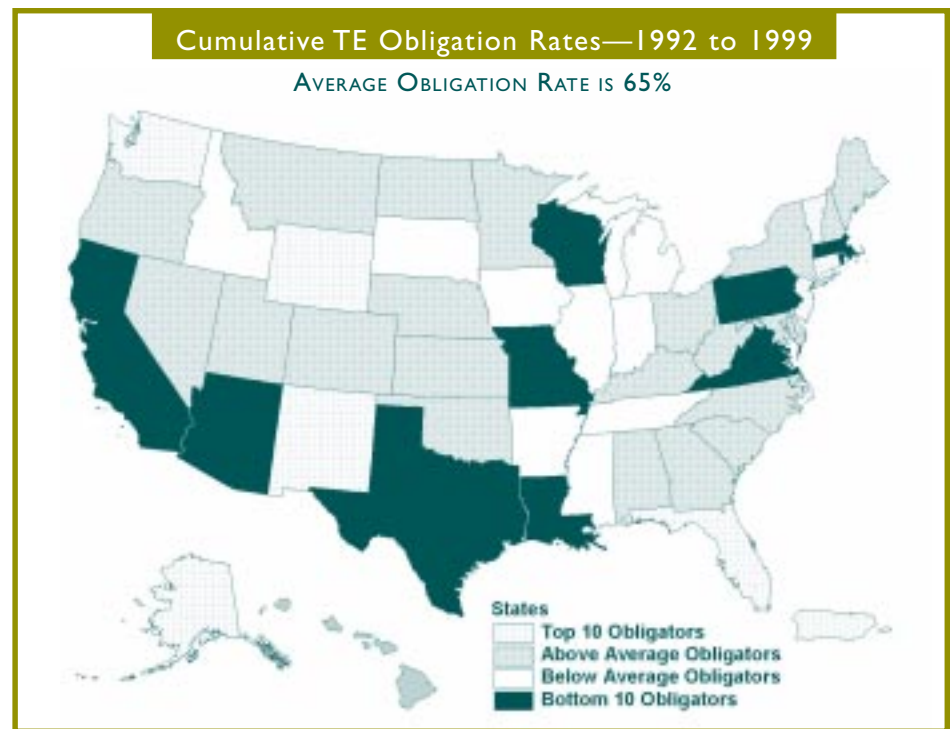 Cumulative TE Obligation Rates—1992 to 1999
AVERAGE OBLIGATION RATE IS 65%
States
Top 10 Obligators
Above Average Obligators
Below Average Obligators
Bottom 10 Obligators